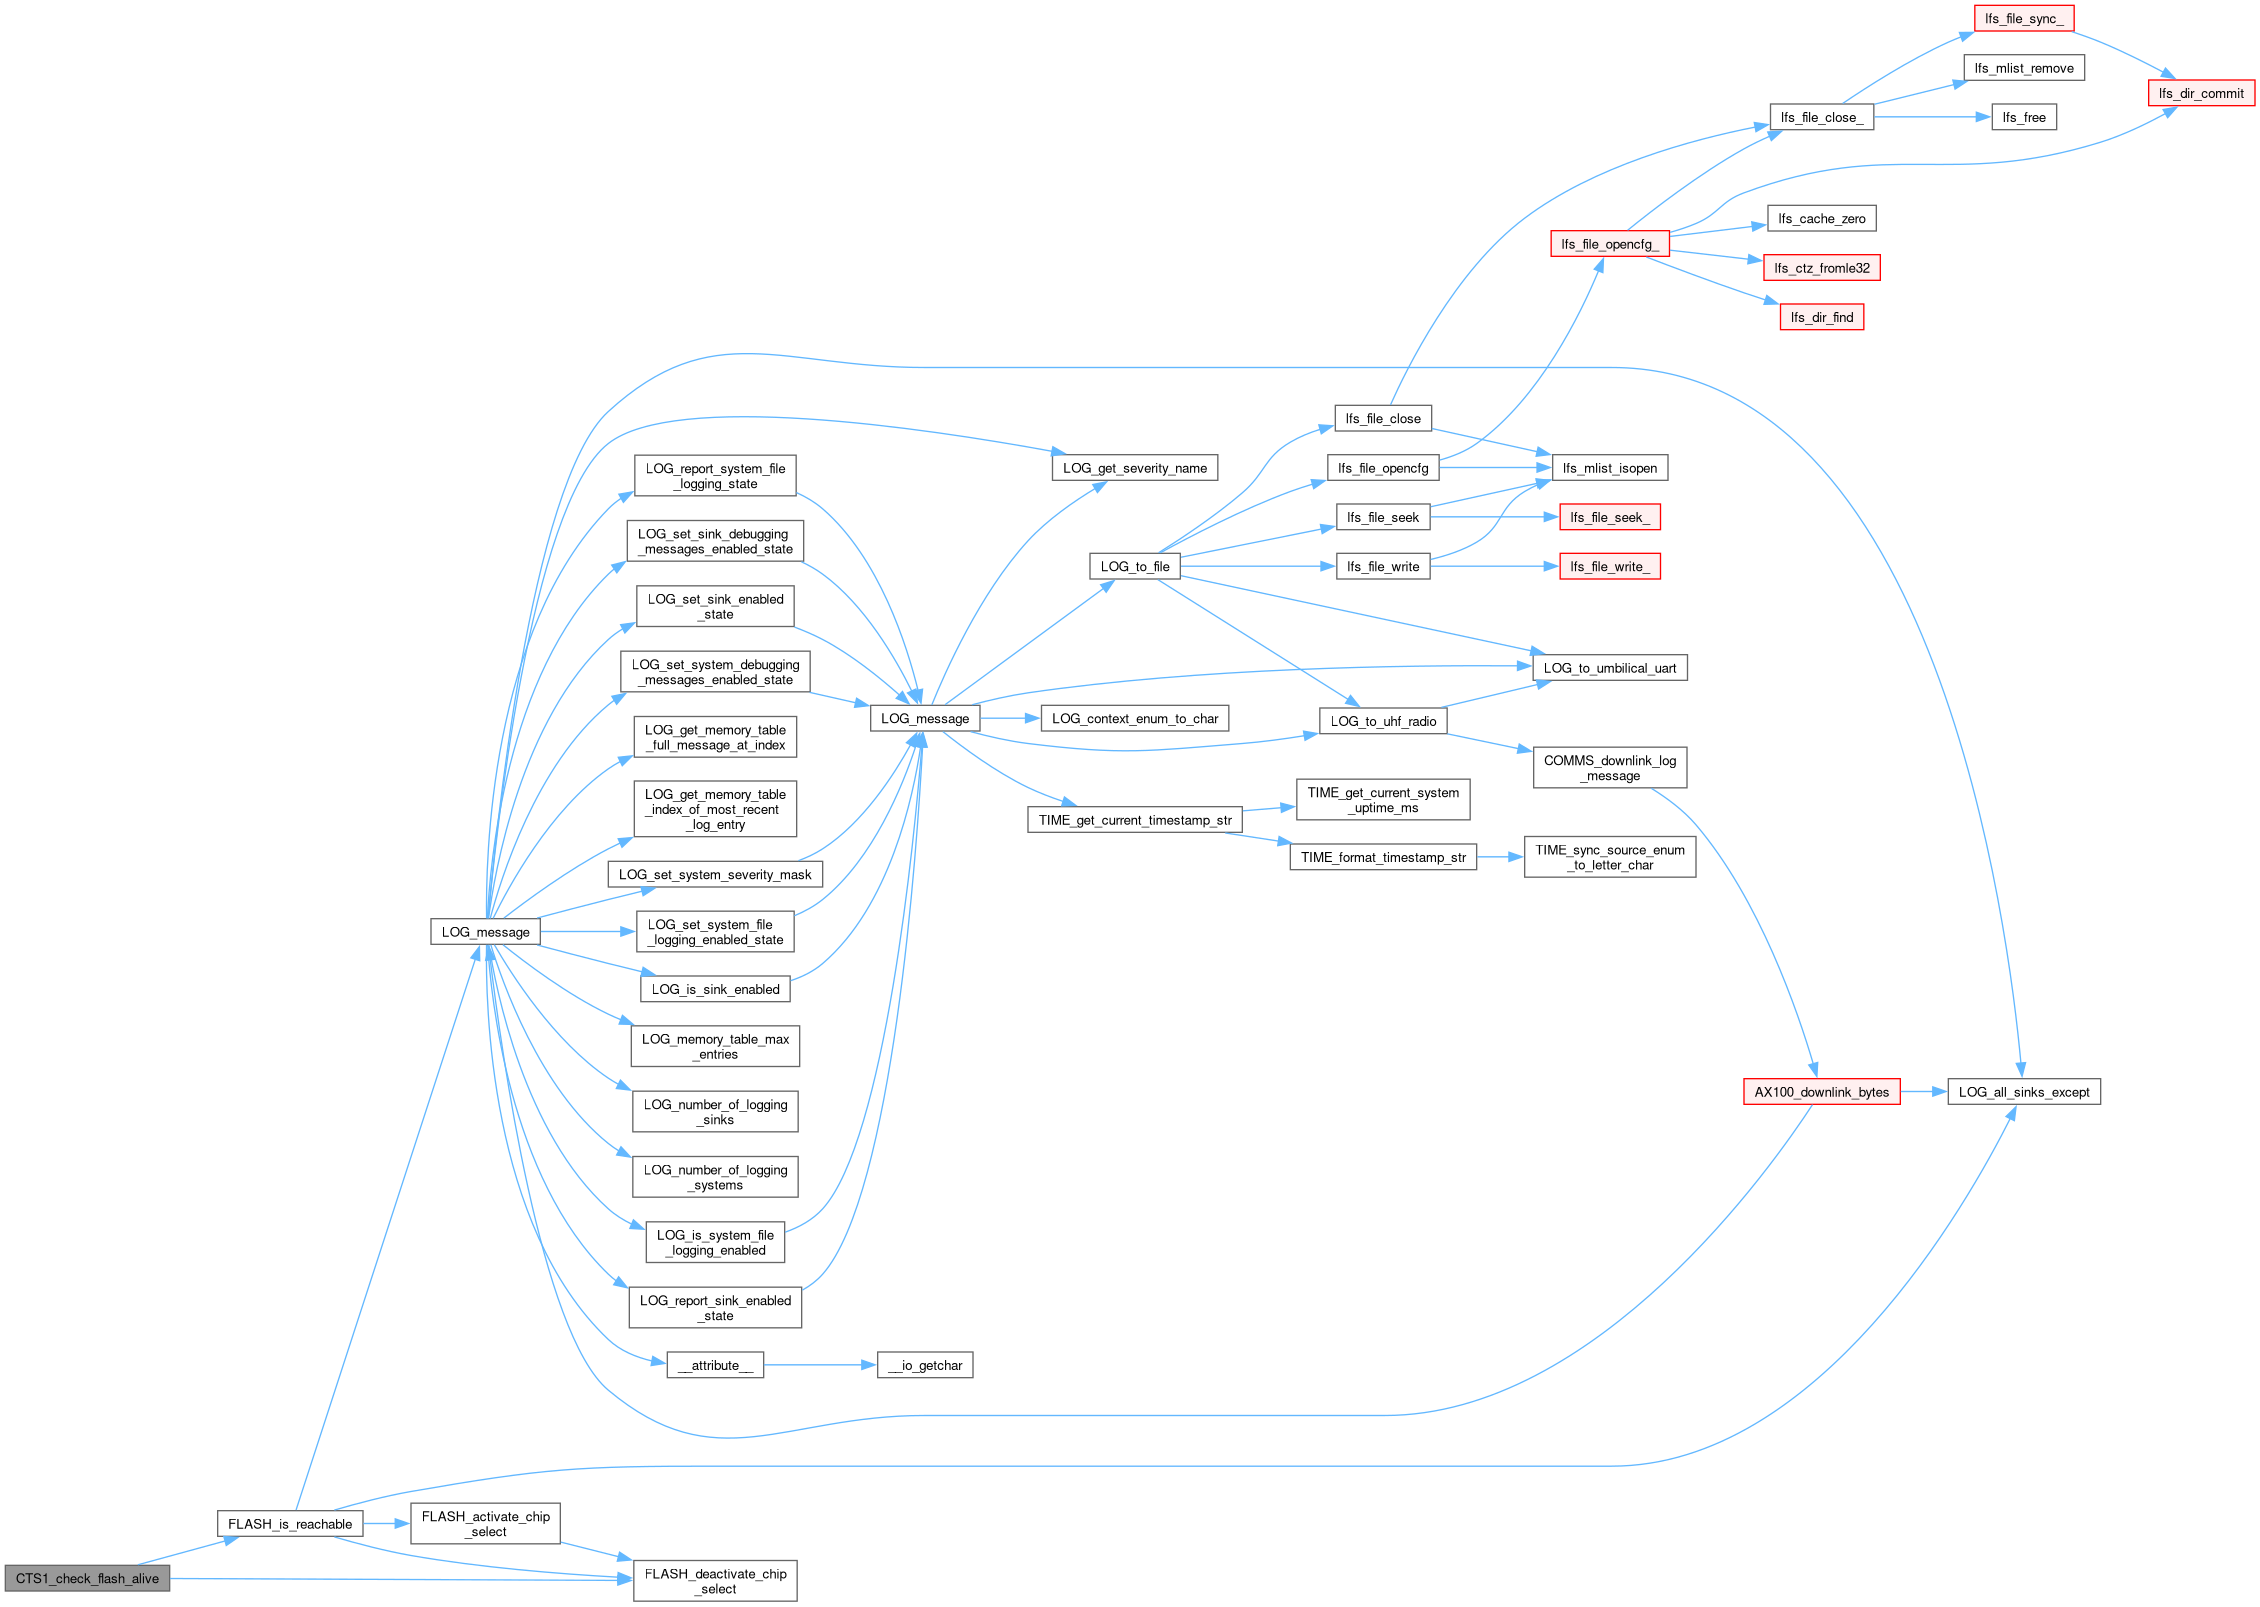 lfs_file_sync_
lfs_mlist_remove
lfs_dir_commit
lfs_file_close_
lfs_free
lfs_cache_zero
lfs_file_opencfg_
lfs_ctz_fromle32
lfs_dir_find
lfs_file_close
LOG_report_system_file
_logging_state
LOG_get_severity_name
lfs_file_opencfg
lfs_mlist_isopen
lfs_file_seek
lfs_file_seek_
LOG_set_sink_debugging
_messages_enabled_state
LOG_to_file
lfs_file_write
lfs_file_write_
LOG_set_sink_enabled
_state
LOG_set_system_debugging
_messages_enabled_state
LOG_to_umbilical_uart
LOG_message
LOG_context_enum_to_char
LOG_to_uhf_radio
LOG_get_memory_table
_full_message_at_index
COMMS_downlink_log
_message
LOG_get_memory_table
_index_of_most_recent
_log_entry
TIME_get_current_system
_uptime_ms
TIME_get_current_timestamp_str
TIME_format_timestamp_str
TIME_sync_source_enum
_to_letter_char
LOG_set_system_severity_mask
LOG_message
LOG_set_system_file
_logging_enabled_state
LOG_is_sink_enabled
LOG_memory_table_max
_entries
AX100_downlink_bytes
LOG_all_sinks_except
LOG_number_of_logging
_sinks
LOG_number_of_logging
_systems
LOG_is_system_file
_logging_enabled
LOG_report_sink_enabled
_state
__attribute__
__io_getchar
FLASH_is_reachable
FLASH_activate_chip
_select
CTS1_check_flash_alive
FLASH_deactivate_chip
_select